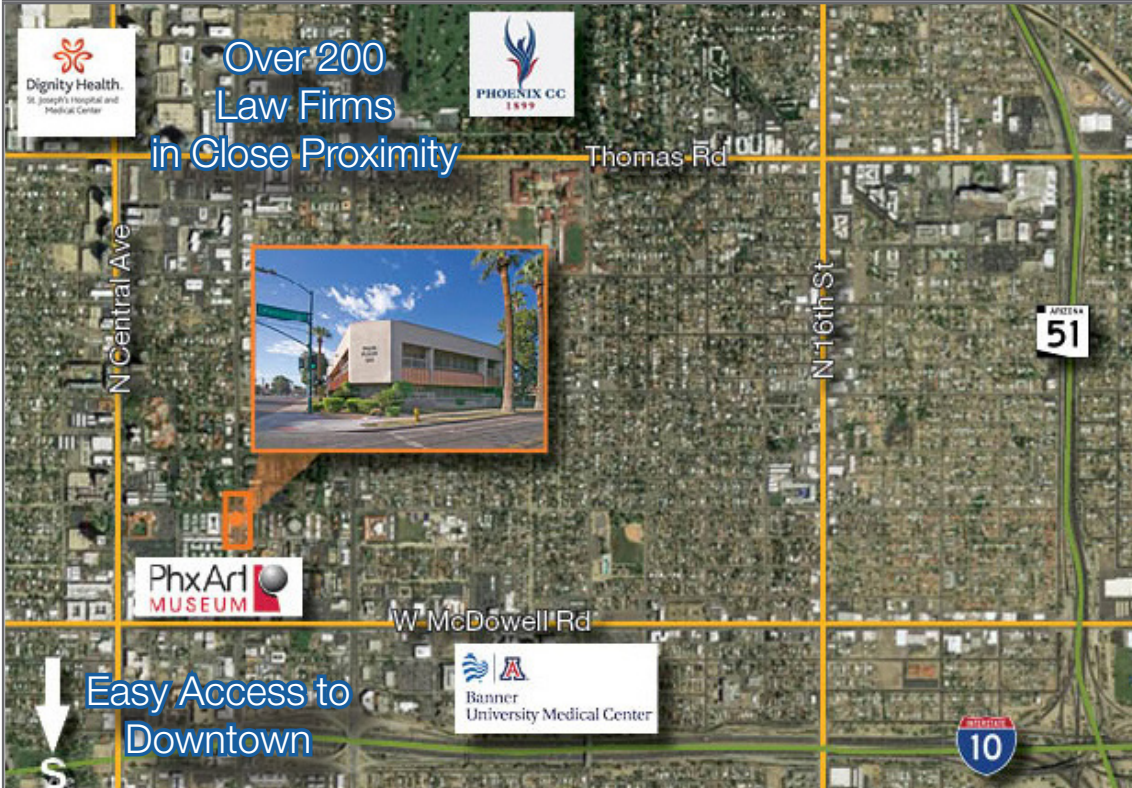 Dignity Health.
St. Joseph's Hospital and
Medical Center
Over 200
Law Firms
in Close Proximity
PHOENIX CC
1899
Thomas Rd
N Central Ave
N 16th St
ARIZONA
51
PhxArt
MUSEUM
W McDowell Rd
A
Banner
University Medical Center
Easy Access to
Downtown
S
INTERSTATE
10